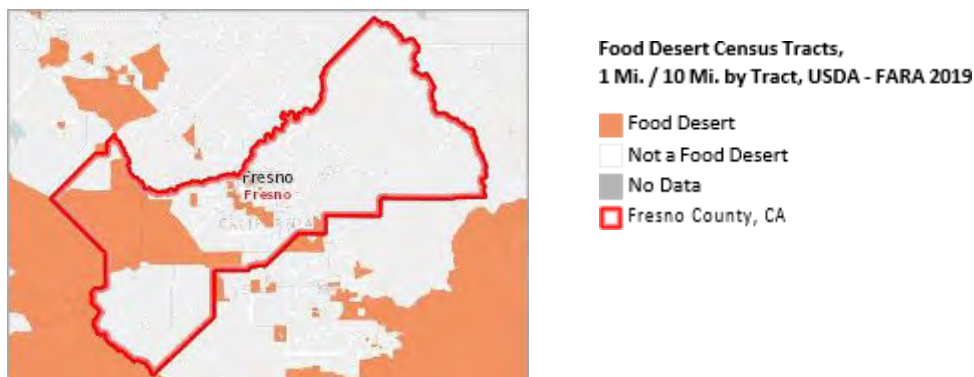 Fresno
Fresno
Food Desert Census Tracts,
1 Mi. / 10 Mi. by Tract, USDA - FARA 2019
Food Desert
Not a Food Desert
No Data
Fresno County, CA